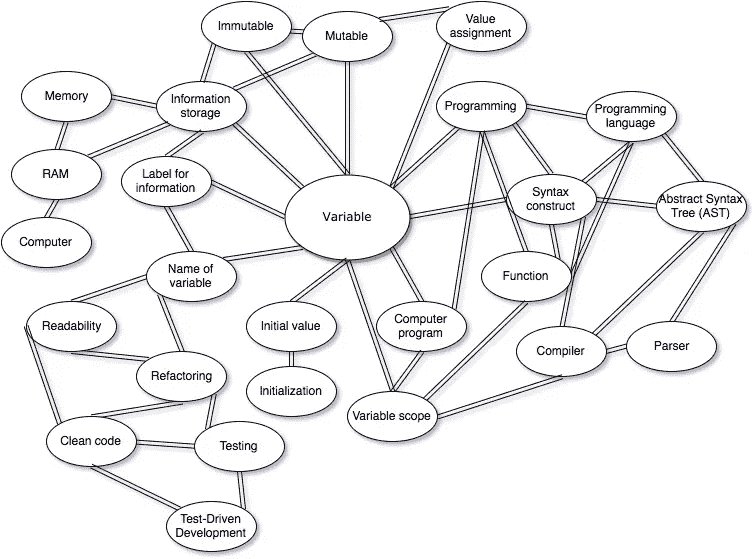 Immutable
Mutable
Value
assignment
Memory
Information
storage
Programming
Programming
language
RAM
Label for
information
Syntax
construct
Abstract Syntax
Tree (AST)
Variable
Computer
Name of
variable
Function
Readability
Initial value
Computer
program
Compiler
Parser
Refactoring
Initialization
Variable scope
Clean code
Testing
Test-Driven
Development